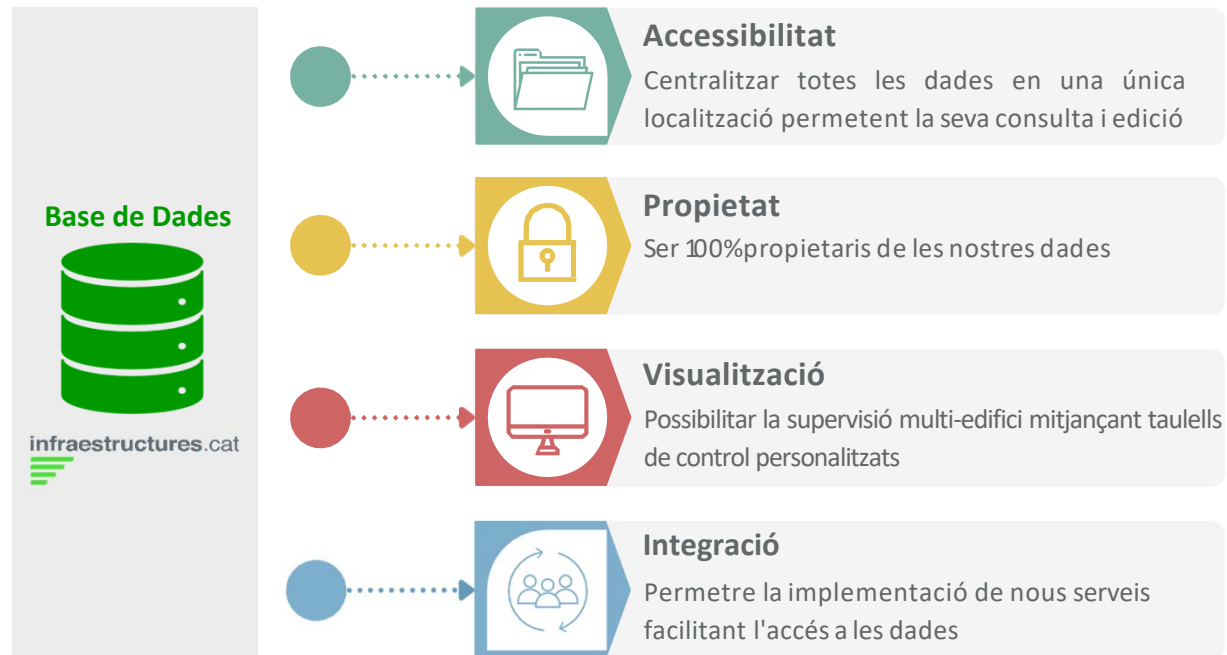 Base de Dades
infraestructures.cat
Accessibilitat
Centralitzar totes les dades en una única
localització permetent la seva consulta i edició
Propietat
Ser 100%propietaris de les nostres dades
Visualització
Possibilitar la supervisió multi-edifici mitjançant taulells
de control personalitzats
Integració
Permetre la implementació de nous serveis
facilitant l'accés a les dades